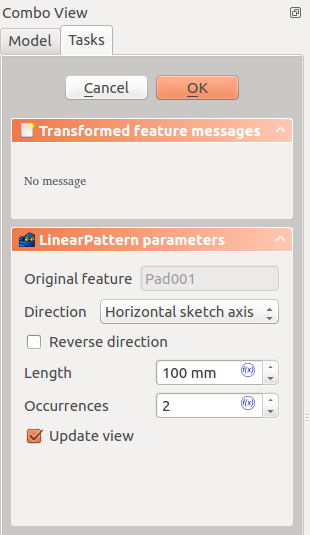 Combo View
Model Tasks
Cancel OK
Transformed feature messages
No message
LinearPattern parameters
Original feature Pad001
Direction Horizontal sketch axis
Reverse direction
Length 100 mm f(x)
Occurrences 2 f(x)
Update view